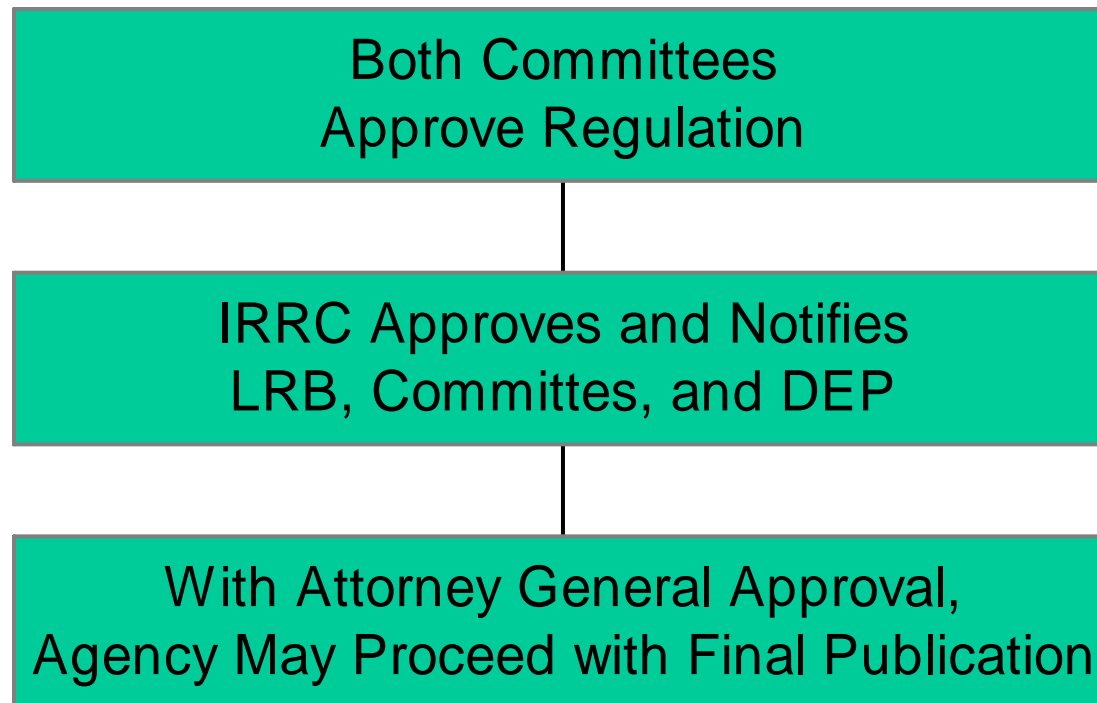 Both Committees
Approve Regulation
IRRC Approves and Notifies
LRB, Committes, and DEP
With Attorney General Approval,
Agency May Proceed with Final Publication